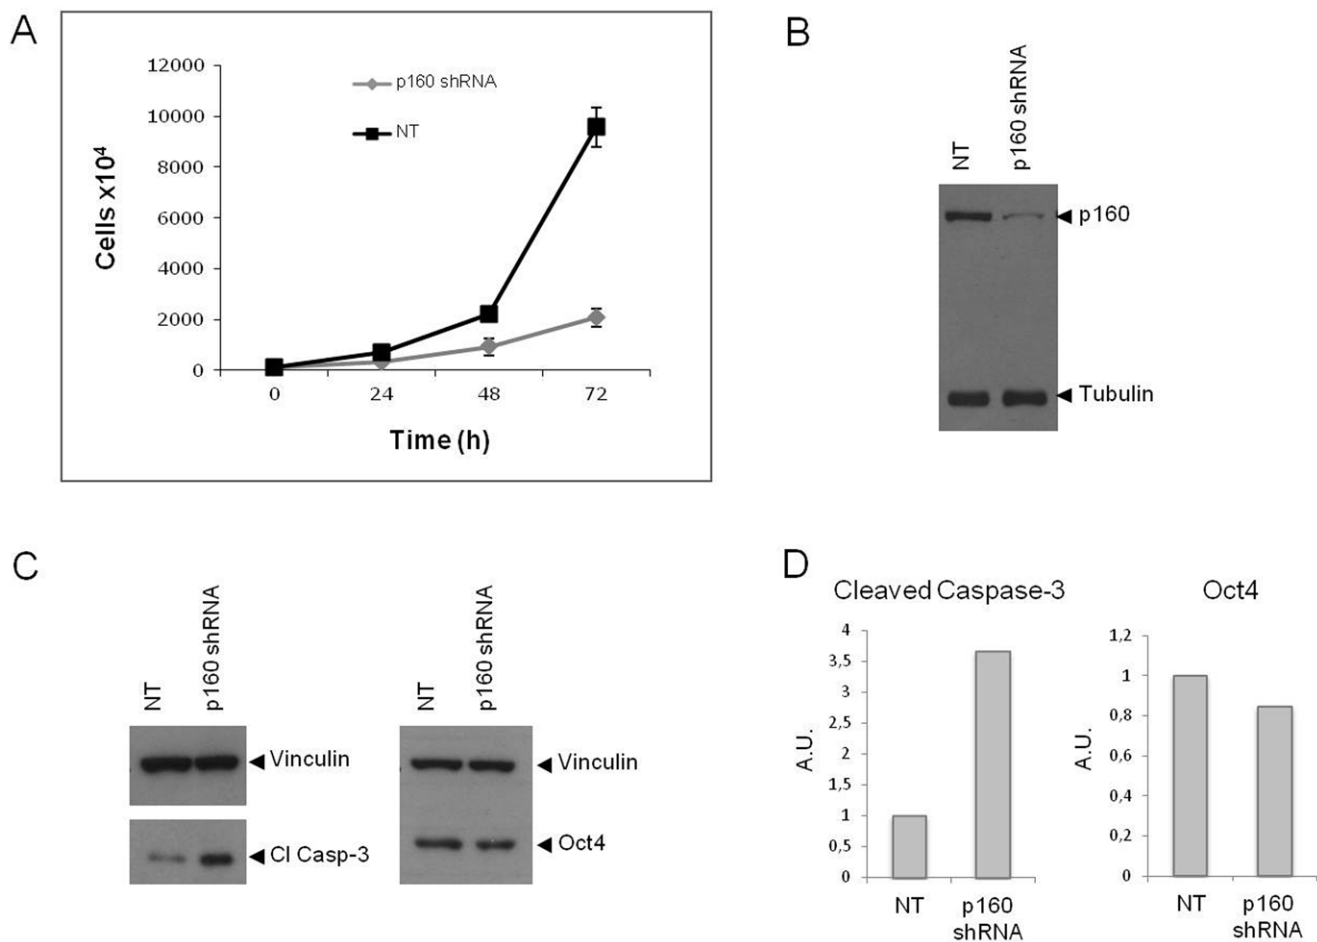 A
12000
10000
8000
6000
4000
2000
0
0 24 48 72
Cells x10⁴
Time (h)
p160 shRNA
NT
B
NT
p160 shRNA
p160
Tubulin
C
NT
p160 shRNA
Vinculin
Cl Casp-3
NT
p160 shRNA
Vinculin
Oct4
D
Cleaved Caspase-3
4
3,5
3
2,5
2
1,5
1
0,5
0
A.U.
NT
p160
shRNA
Oct4
1,2
1
0,8
0,6
0,4
0,2
0
A.U.
NT
p160
shRNA